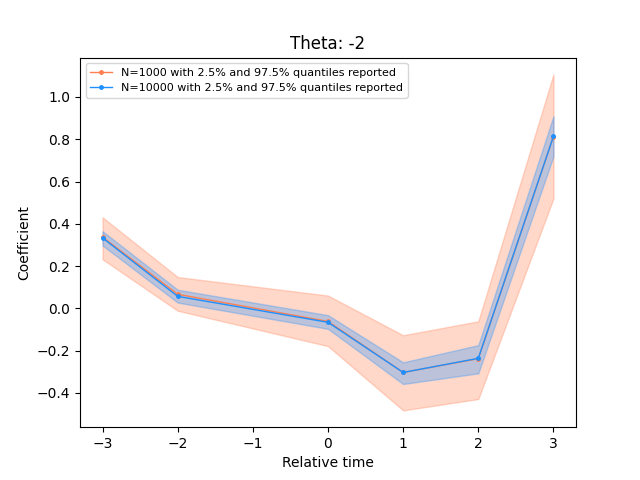 Theta: -2
N=1000 with 2.5% and 97.5% quantiles reported
N=10000 with 2.5% and 97.5% quantiles reported
1.0
0.8
0.6
0.4
0.2
0.0
−0.2
−0.4
Coefficient
−3 −2 −1 0 1 2 3
Relative time